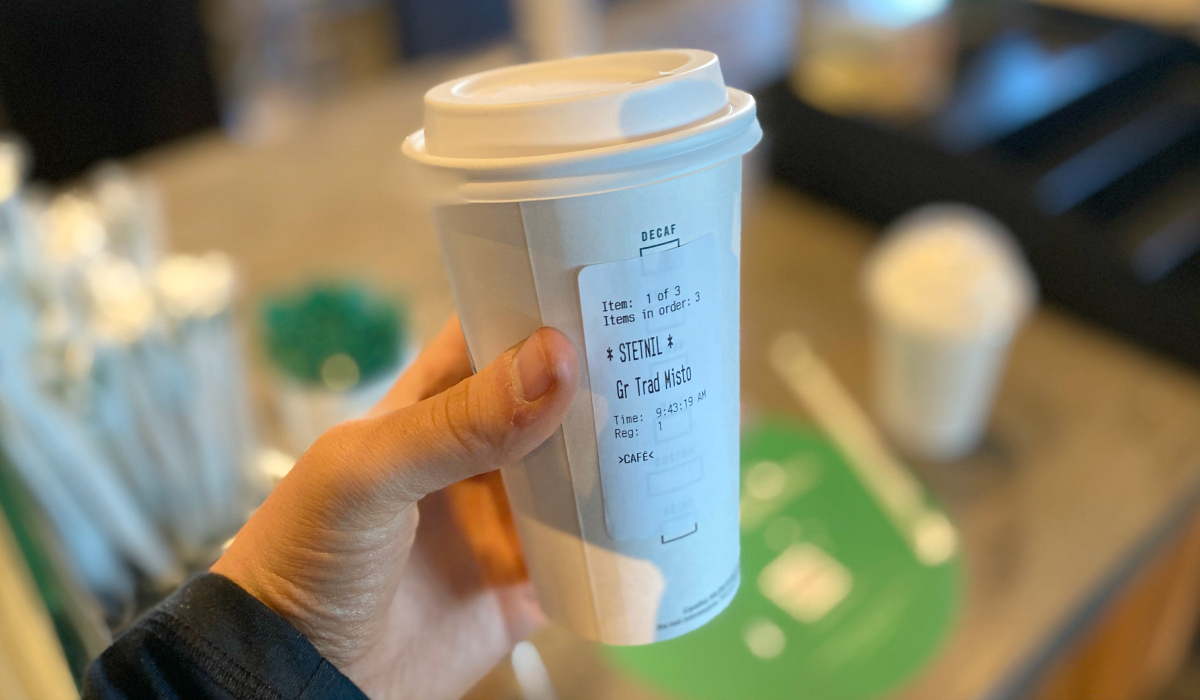 DECAF
Item: 1 of 3
Items in order: 3
* STETNIL *
Gr Trad Misto
Time: 9:43:19 AM
Reg: 1
>CAFÉ<